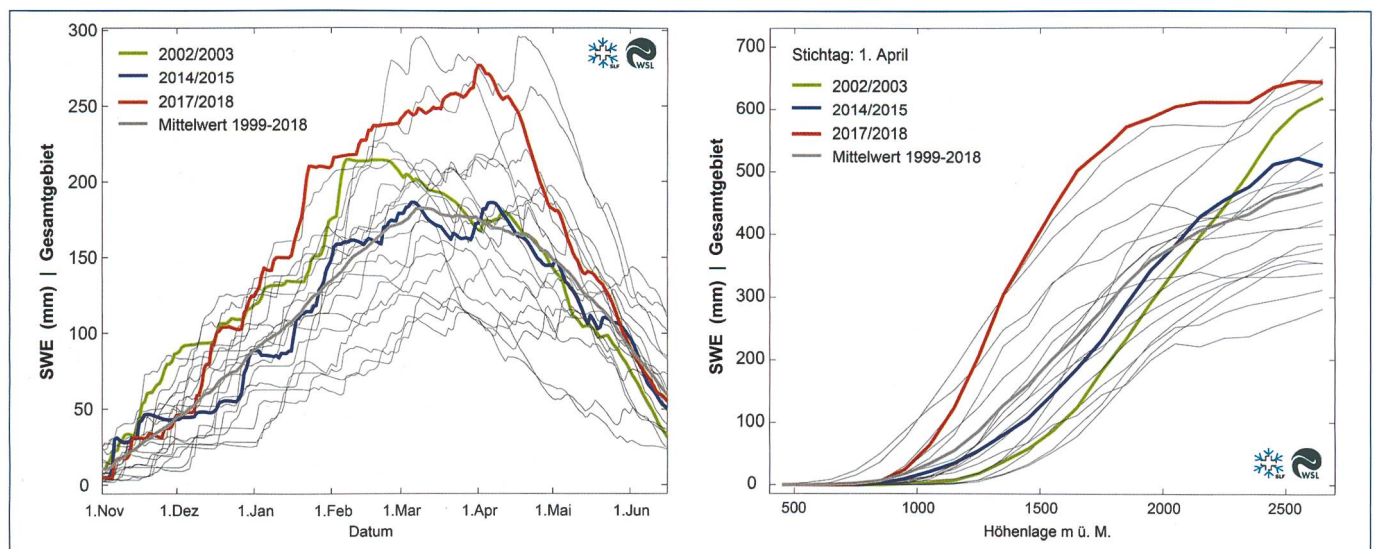 300
250
200
150
100
50
0
SWE (mm) | Gesamtgebiet
2002/2003
2014/2015
2017/2018
Mittelwert 1999-2018
SLF
WSL
1.Nov
1.Dez
1.Jan
1.Feb
1.Mar
1.Apr
1.Mai
1.Jun
Datum
700
600
500
400
300
200
100
0
SWE (mm) | Gesamtgebiet
Stichtag: 1. April
2002/2003
2014/2015
2017/2018
Mittelwert 1999-2018
SLF
WSL
500
1000
1500
2000
2500
Höhenlage m ü. M.